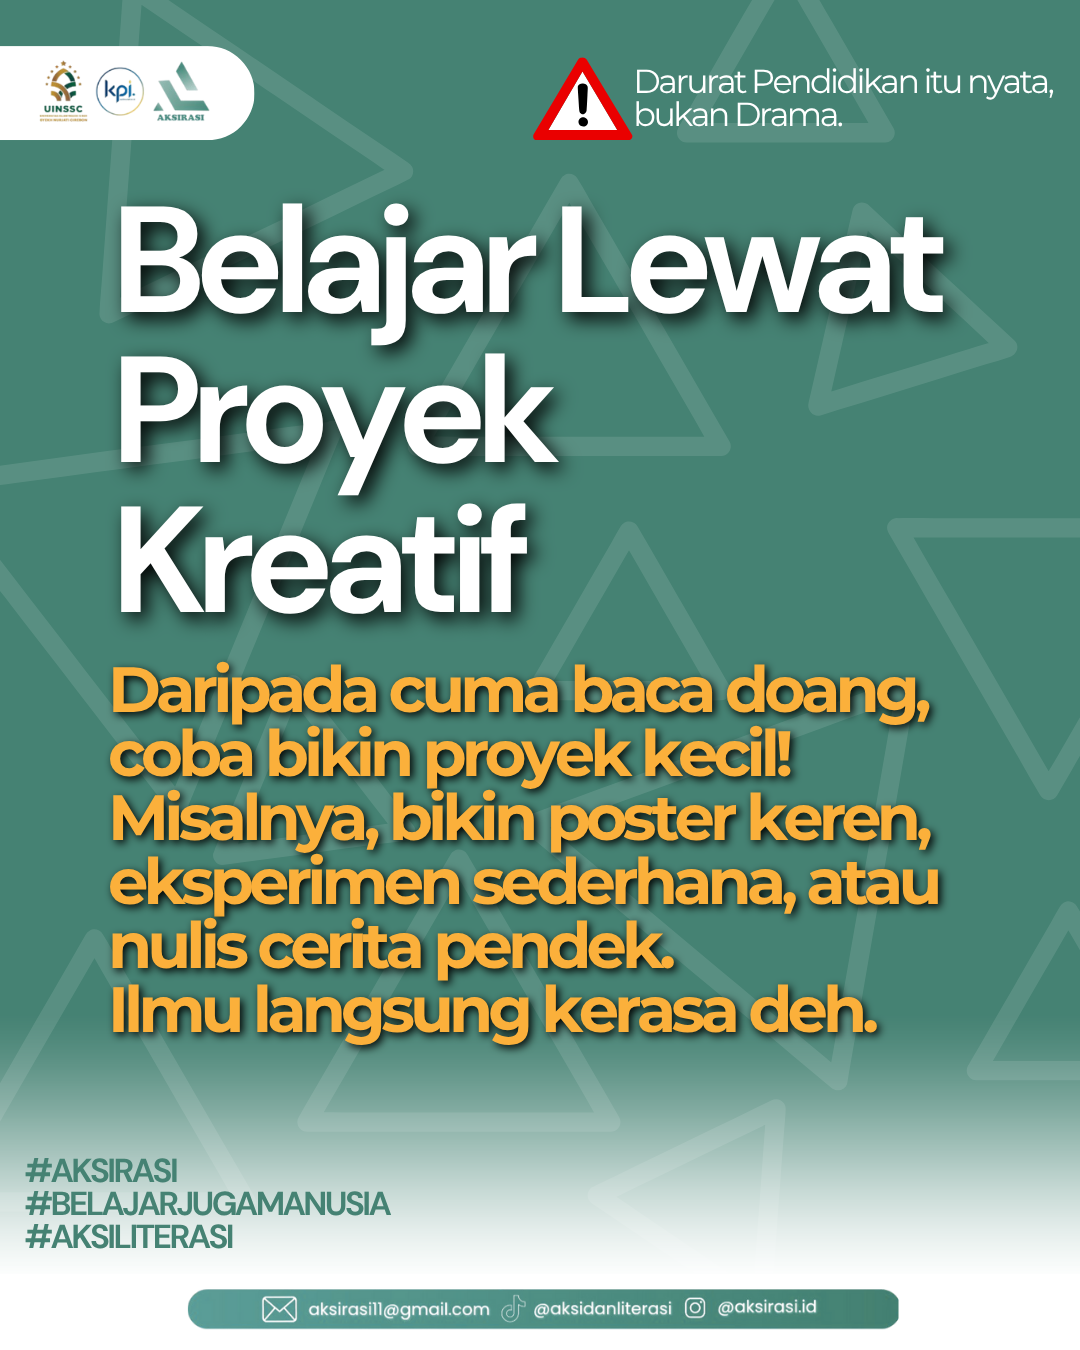 UINSSC
kpi.
AKSIRASI
Darurat Pendidikan itu nyata,
bukan Drama.
Belajar Lewat
Proyek
Kreatif
Daripada cuma baca doang,
coba bikin proyek kecil!
Misalnya, bikin poster keren,
eksperimen sederhana, atau
nulis cerita pendek.
Ilmu langsung kerasa deh.
#AKSIRASI
#BELAJARJUGAMANUSIA
#AKSILITERASI
aksirasi11@gmail.com @aksidanliterasi @aksirasi.id